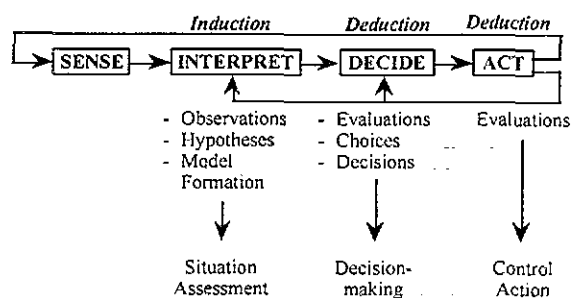 Induction Deduction Deduction
SENSE INTERPRET DECIDE ACT
- Observations - Evaluations Evaluations
- Hypotheses - Choices
- Model - Decisions
Formation
Situation Decision- Control
Assessment making Action